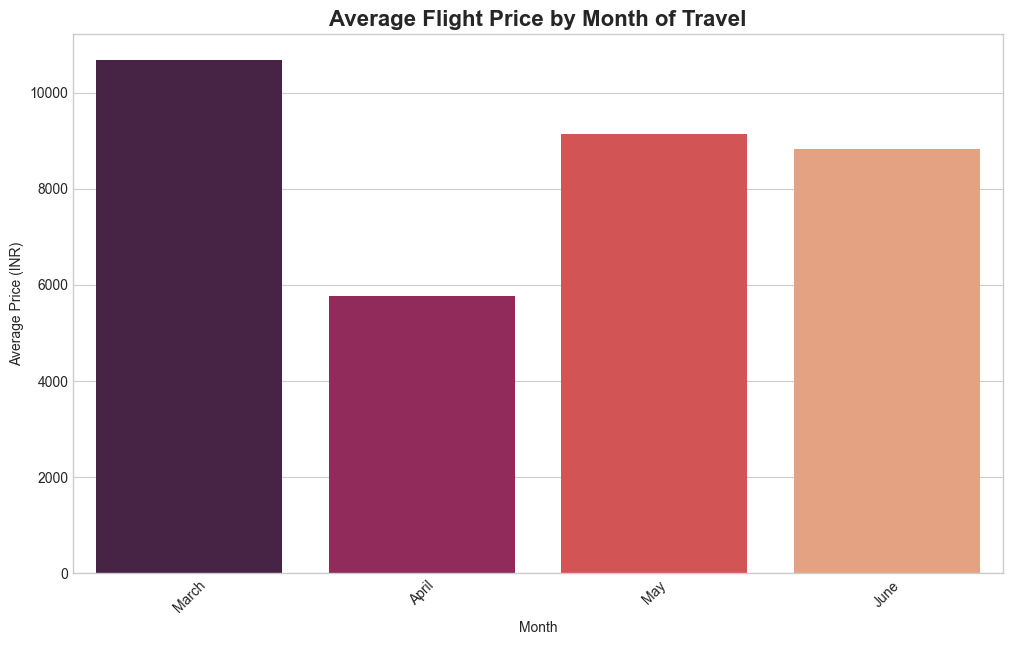 Average Flight Price by Month of Travel
Average Price (INR)
10000
8000
6000
4000
2000
0
March
April
May
June
Month